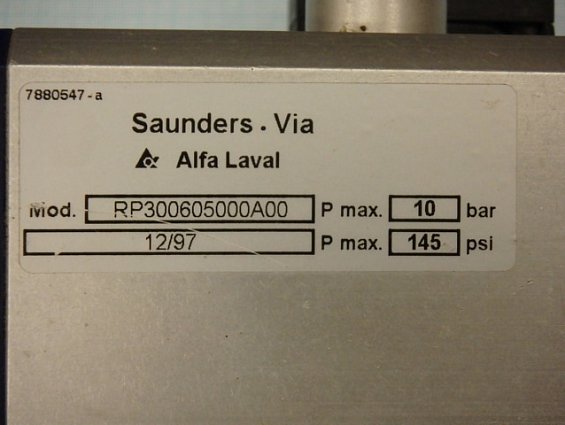 7880547-a
Saunders . Via
Alfa Laval
Mod. RP300605000A00 P max. 10 bar
12/97 P max. 145 psi